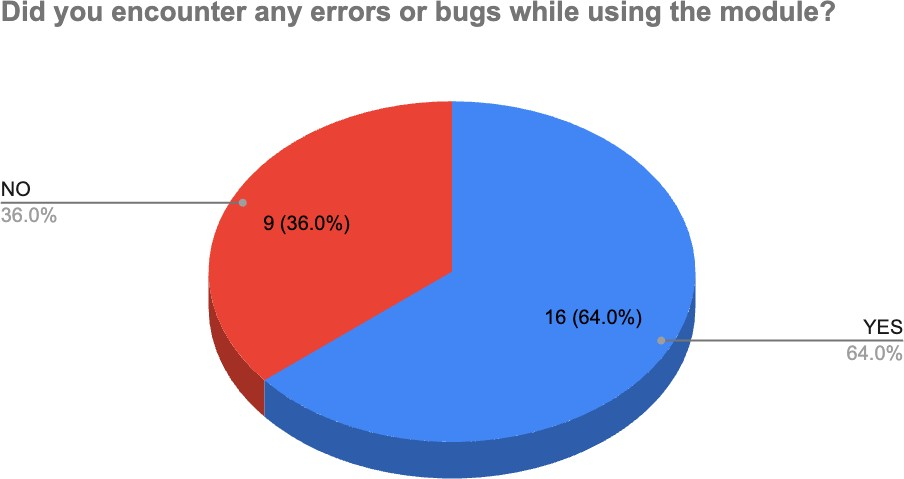 Did you encounter any errors or bugs while using the module?
NO
36.0%
9 (36.0%)
16 (64.0%)
YES
64.0%